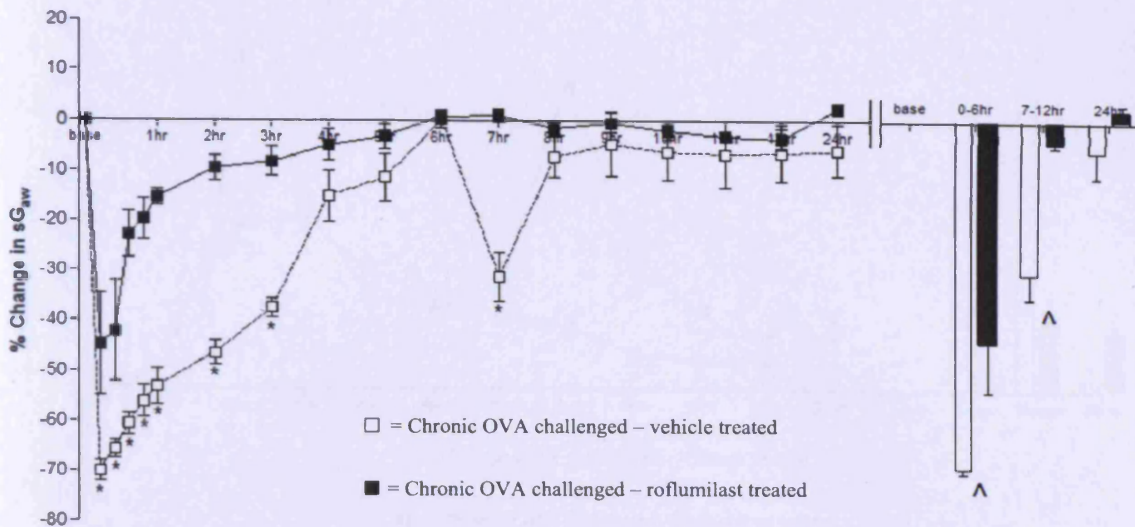 20
10
0
-10
-20
-30
-40
-50
-60
-70
-80
% Change in sGaw
base 1hr 2hr 3hr 6hr 7hr 24hr
base 0-6hr 7-12hr 24hr
* * * * * * * *
^ ^
□ = Chronic OVA challenged – vehicle treated
■ = Chronic OVA challenged – roflumilast treated